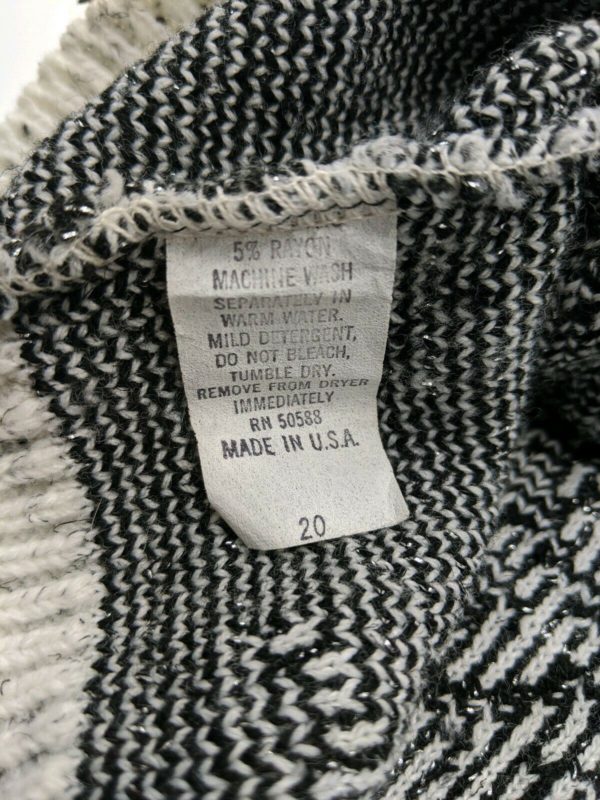 5% RAYON
MACHINE WASH
SEPARATELY IN
WARM WATER.
MILD DETERGENT,
DO NOT BLEACH,
TUMBLE DRY.
REMOVE FROM DRYER
IMMEDIATELY
RN 50588
MADE IN U.S.A.
20